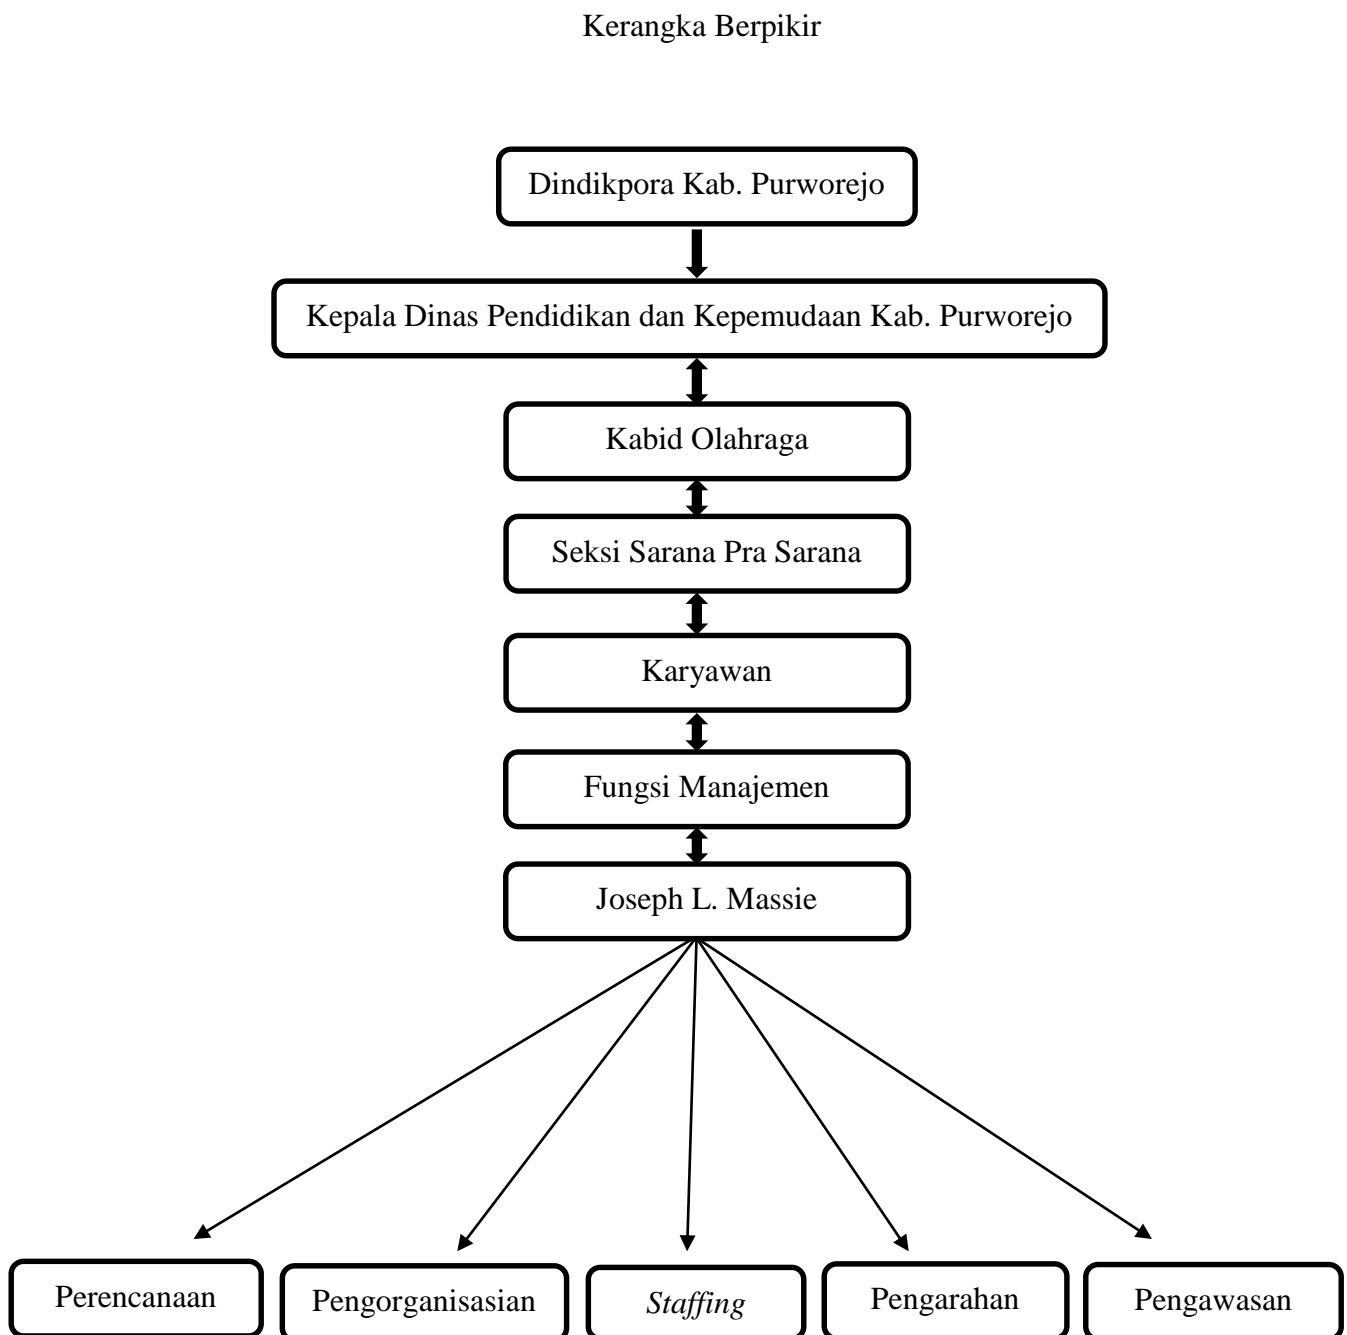 Kerangka Berpikir
Dindikpora Kab. Purworejo
Kepala Dinas Pendidikan dan Kepemudaan Kab. Purworejo
Kabid Olahraga
Seksi Sarana Pra Sarana
Karyawan
Fungsi Manajemen
Joseph L. Massie
Perencanaan
Pengorganisasian
Staffing
Pengarahan
Pengawasan